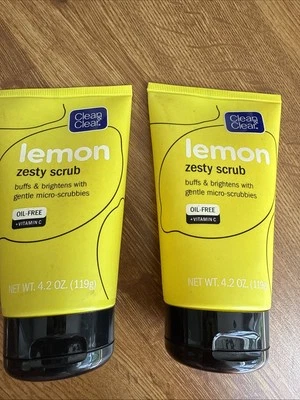 Clean &
Clear®
lemon
zesty scrub
buffs & brightens with
gentle micro-scrubbies
OIL-FREE
+VITAMIN C
NET WT. 4.2 OZ. (119g)
Clean &
Clear®
lemon
zesty scrub
buffs & brightens with
gentle micro-scrubbies
OIL-FREE
+VITAMIN C
NET WT. 4.2 OZ. (119